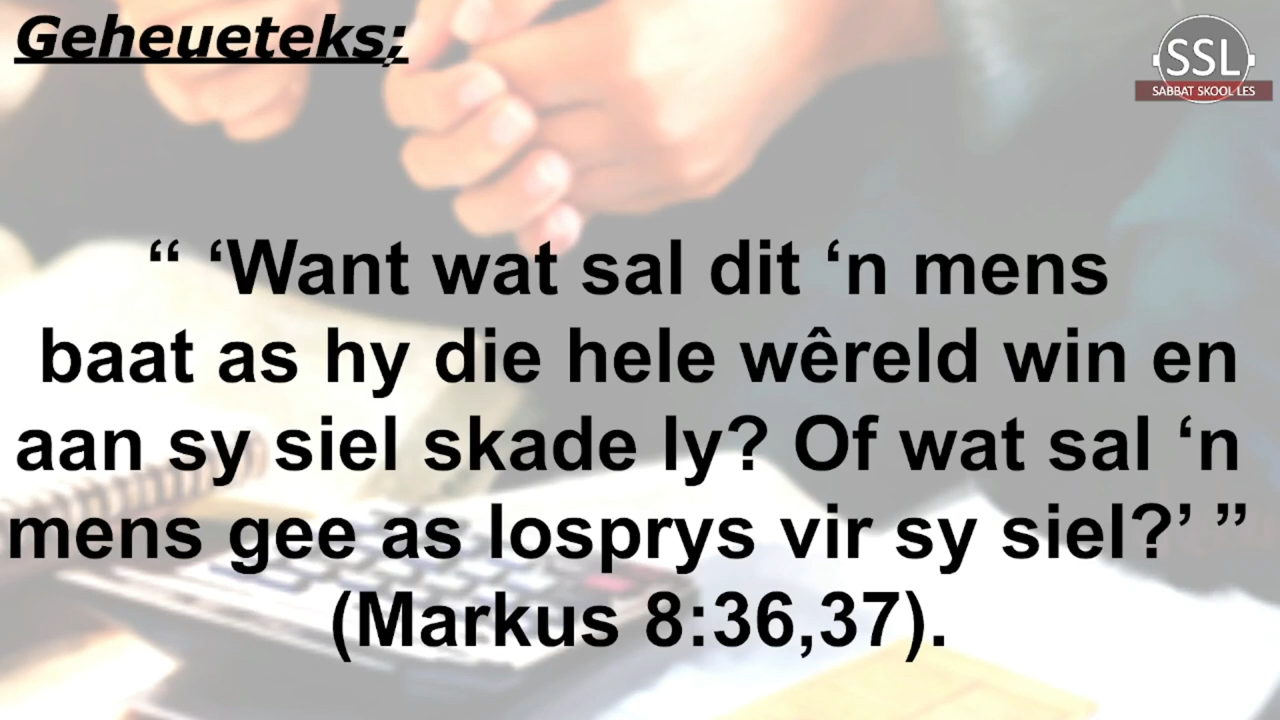 Geheueteks;
SSL
SABBAT SKOOL LES
“ ‘Want wat sal dit ‘n mens
baat as hy die hele wêreld win en
aan sy siel skade ly? Of wat sal ‘n
mens gee as losprys vir sy siel?’ ”
(Markus 8:36,37).